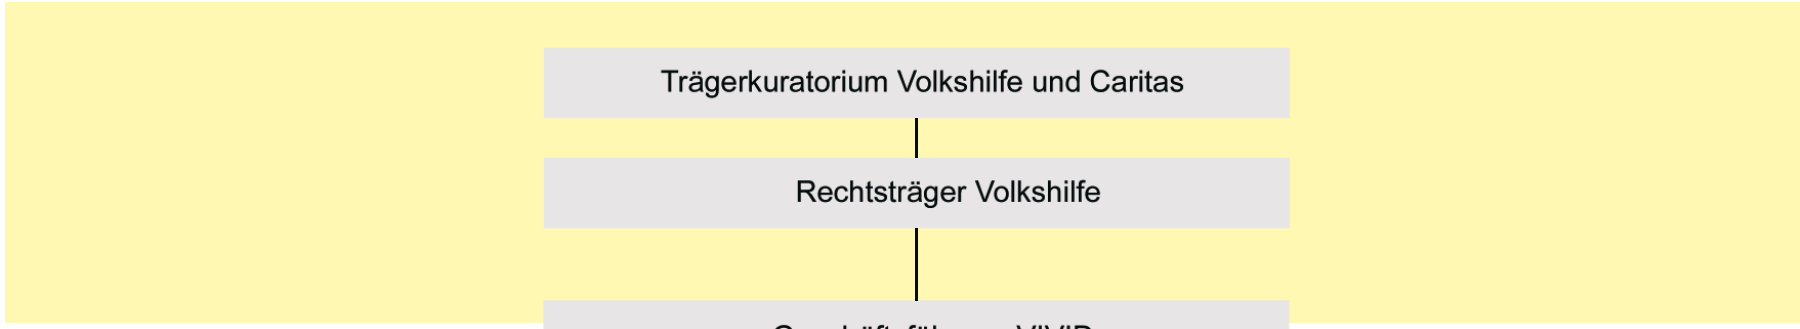 Trägerkuratorium Volkshilfe und Caritas
Rechtsträger Volkshilfe